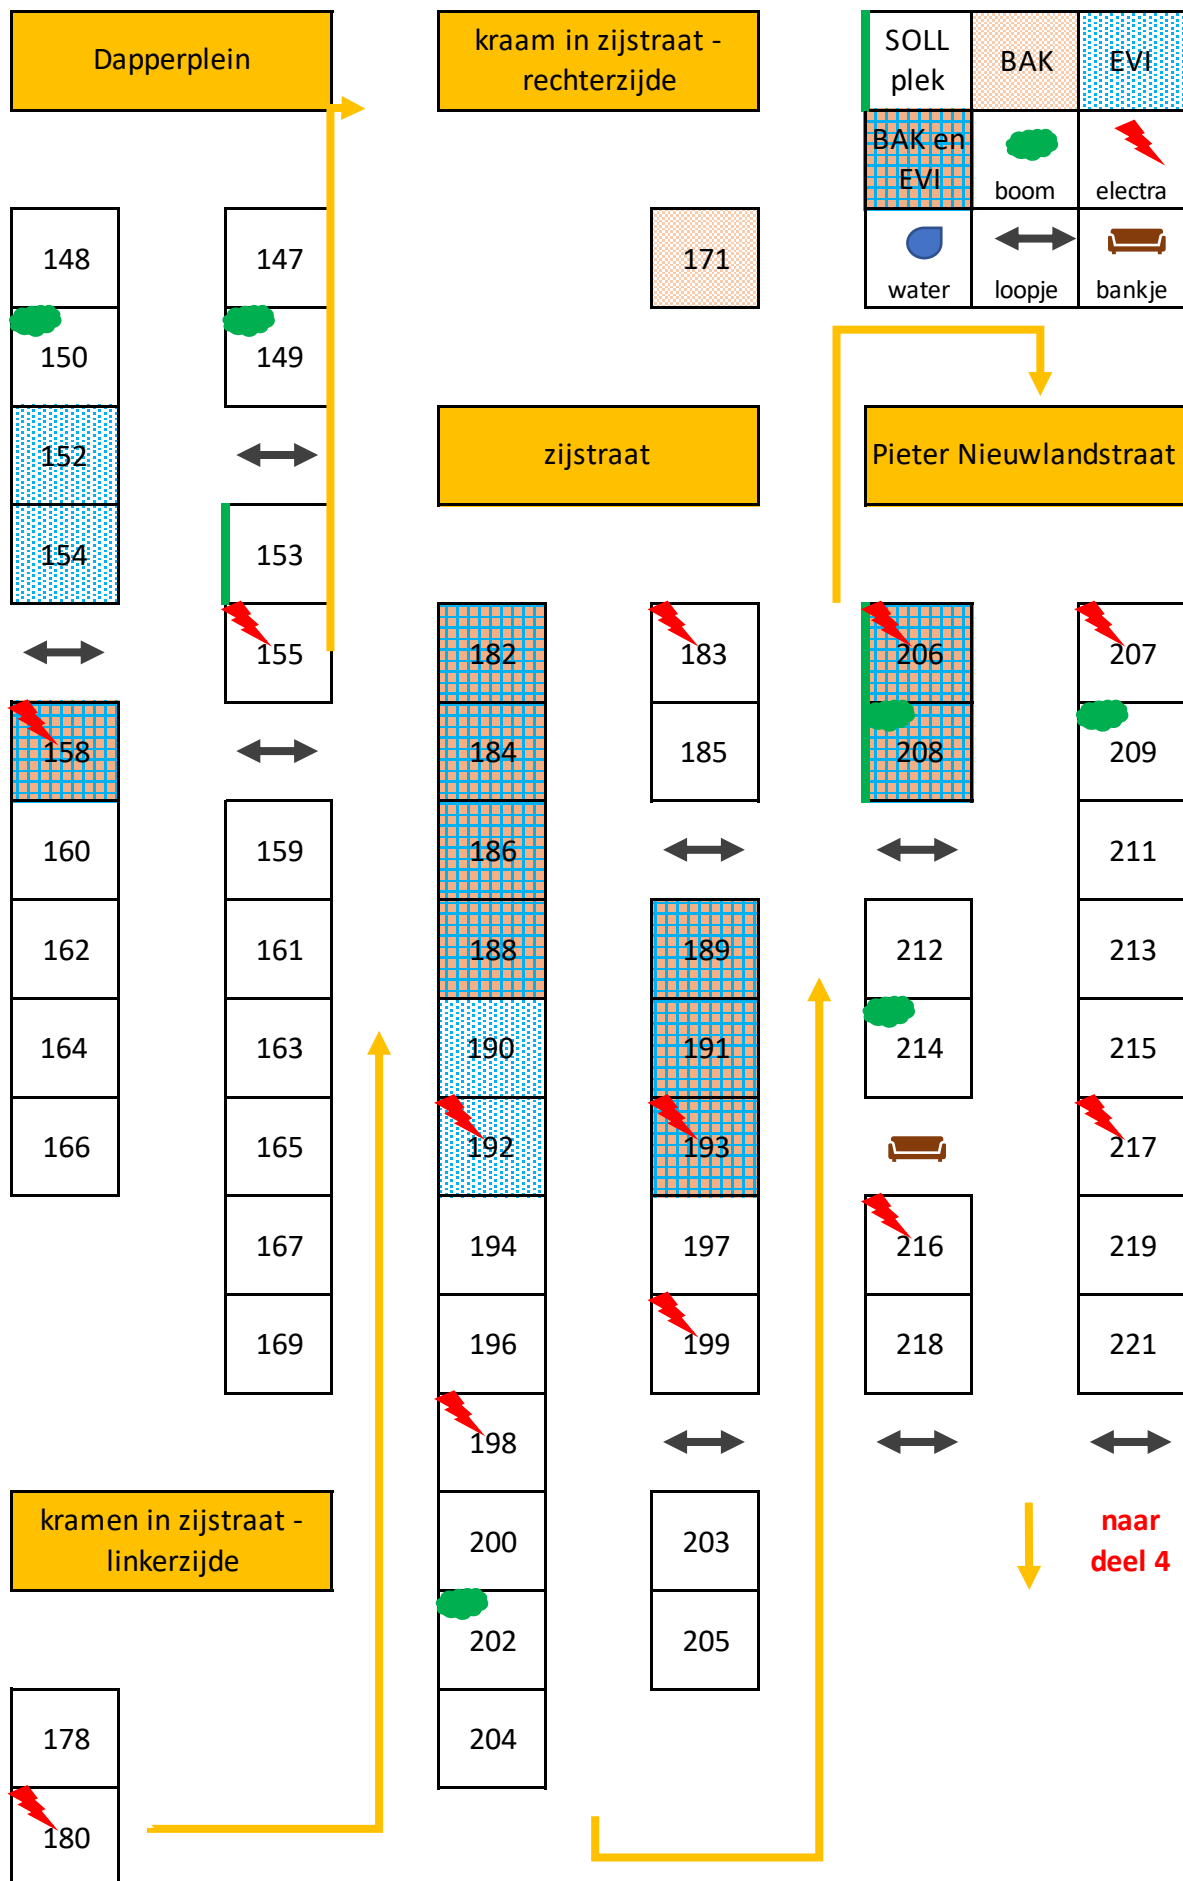 Dapperplein
kraam in zijstraat -
rechterzijde
SOLL
plek
BAK
EVI
BAK en
EVI
boom
electra
water
loopje
bankje
148
147
150
149
152
154
153
155
158
160
159
162
161
164
163
166
165
167
169
kramen in zijstraat -
linkerzijde
178
180
171
zijstraat
182
183
184
185
186
188
189
190
191
192
193
194
197
196
199
198
200
203
202
205
204
Pieter Nieuwlandstraat
206
207
208
209
211
212
213
214
215
217
216
219
218
221
naar
deel 4